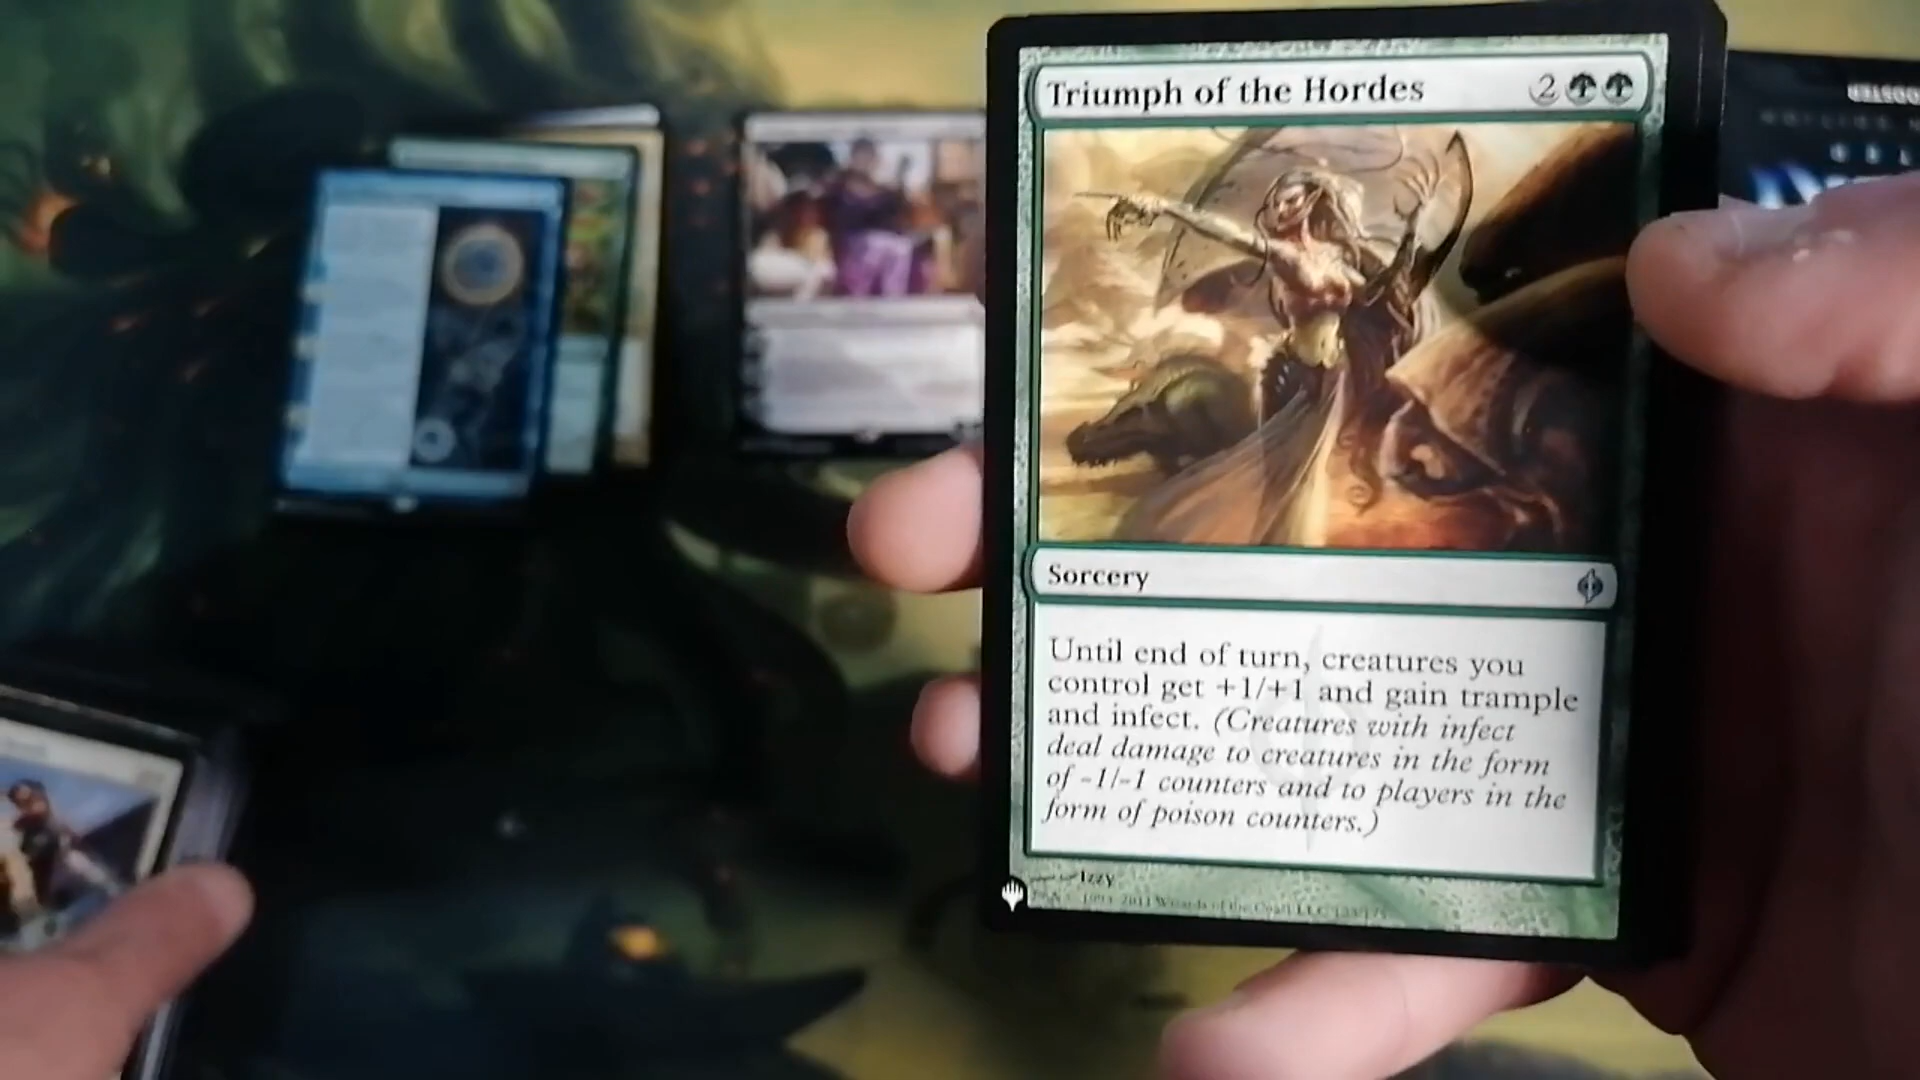 Triumph of the Hordes 2
Sorcery
Until end of turn, creatures you
control get +1/+1 and gain trample
and infect. (Creatures with infect
deal damage to creatures in the form
of -1/-1 counters and to players in the
form of poison counters.)
Izzy